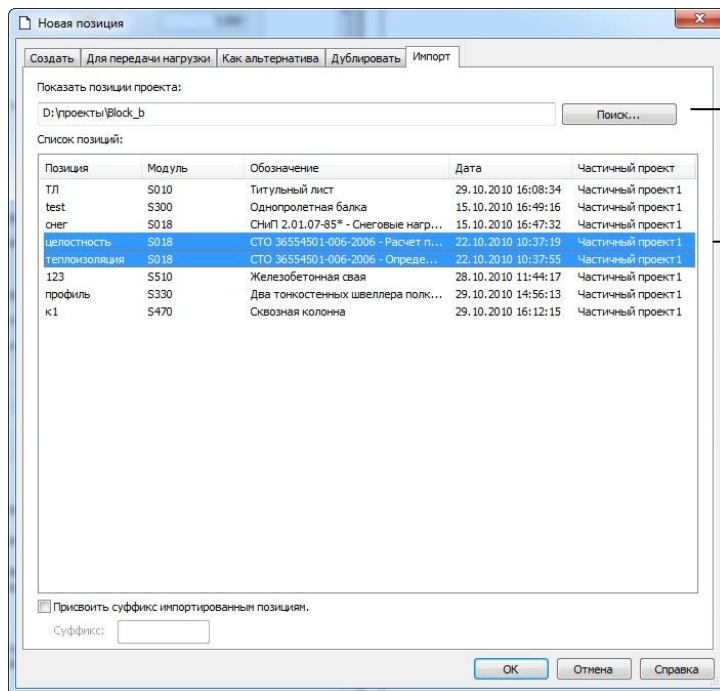 Новая позиция
Создать Для передачи нагрузки Как альтернатива Дублировать Импорт
Показать позиции проекта:
D:\проекты\Block_b Поиск...
Список позиций:
Позиция Модуль Обозначение Дата Частичный проект
ТЛ S010 Титульный лист 29.10.2010 16:08:34 Частичный проект1
test S300 Однопролетная балка 15.10.2010 16:49:16 Частичный проект1
снег S018 СНиП 2.01.07-85* - Снеговые нагр... 15.10.2010 16:47:32 Частичный проект1
целостность S018 СТО 36554501-006-2006 - Расчет п... 22.10.2010 10:37:19 Частичный проект1
теплоизоляция S018 СТО 36554501-006-2006 - Опреде... 22.10.2010 10:37:55 Частичный проект1
123 S510 Железобетонная свая 28.10.2010 11:44:17 Частичный проект1
профиль S330 Два тонкостенных швеллера полк... 29.10.2010 14:56:13 Частичный проект1
к1 S470 Сквозная колонна 29.10.2010 16:12:15 Частичный проект1
Присвоить суффикс импортированным позициям.
Суффикс:
ОК Отмена Справка